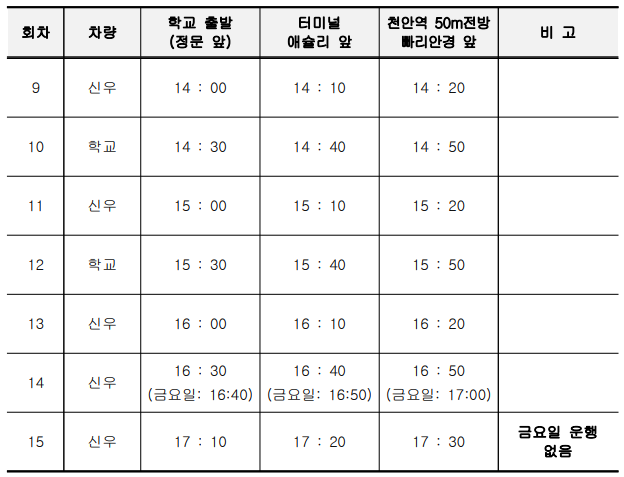 회차 차량 학교 출발 (정문 앞) 터미널 애슐리 앞 천안역 50m전방 빠리안경 앞 비 고
9 신우 14 : 00 14 : 10 14 : 20
10 학교 14 : 30 14 : 40 14 : 50
11 신우 15 : 00 15 : 10 15 : 20
12 학교 15 : 30 15 : 40 15 : 50
13 신우 16 : 00 16 : 10 16 : 20
14 신우 16 : 30 (금요일: 16:40) 16 : 40 (금요일: 16:50) 16 : 50 (금요일: 17:00)
15 신우 17 : 10 17 : 20 17 : 30 금요일 운행 없음